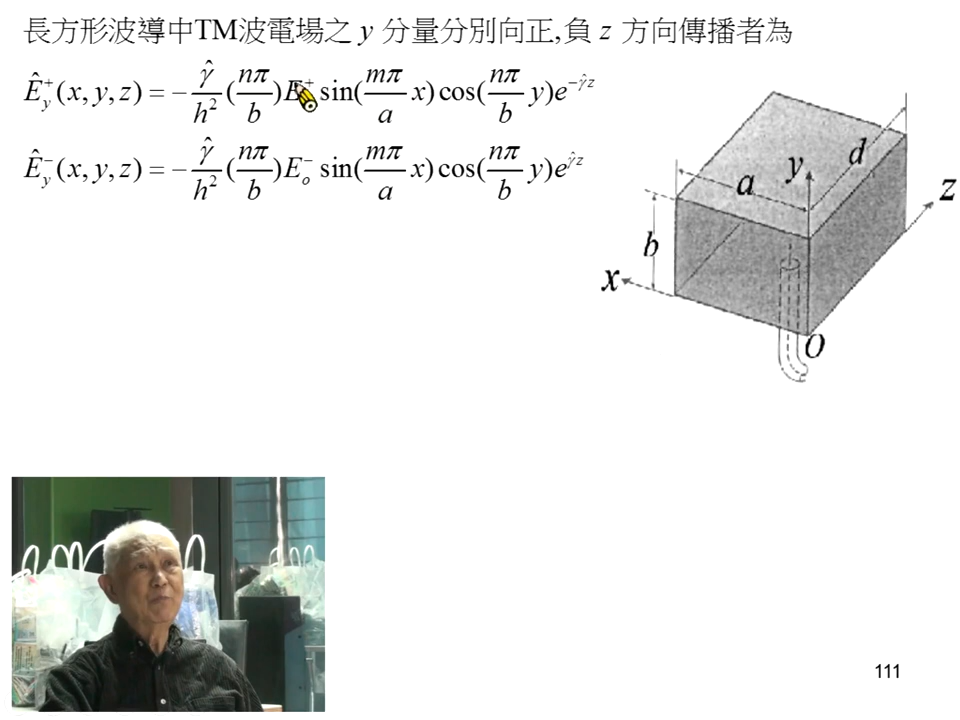 長方形波導中TM波電場之 y 分量分別向正,負 z 方向傳播者為
Ê_y^+(x, y, z) = −(γ̂/h²)(nπ/b)E_o^+ sin(mπ/a x) cos(nπ/b y)e^{−γ̂z}
Ê_y^−(x, y, z) = −(γ̂/h²)(nπ/b)E_o^− sin(mπ/a x) cos(nπ/b y)e^{γ̂z}
a
y
d
z
b
x
O
111